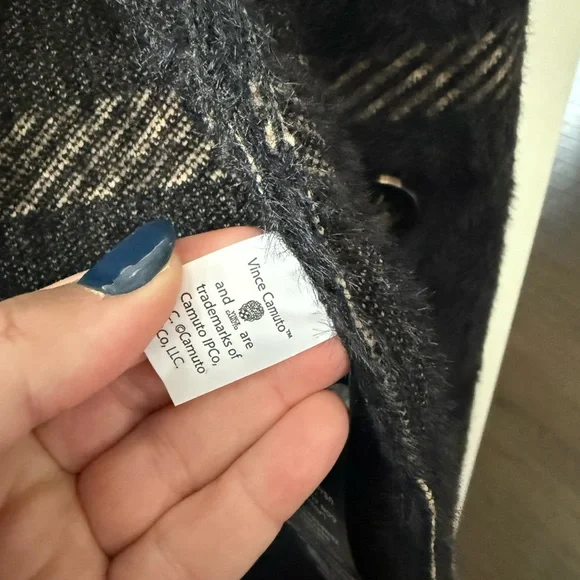 Vince Camuto™
and are
trademarks of
Camuto IPCo,
C. ©Camuto
Co, LLC.